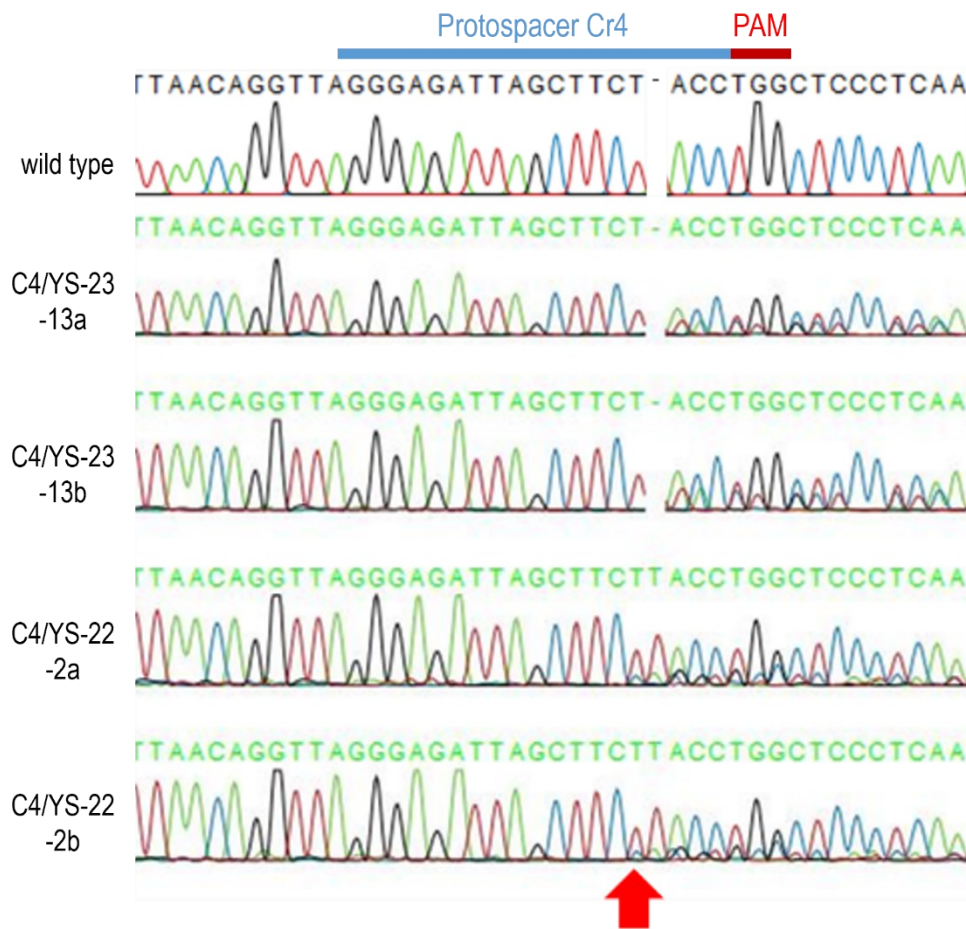 Protospacer Cr4 PAM
TTAACAGGTTAGGGAGATTAGCTTCT-ACCTGGCTCCCTCAA
wild type
TTAACAGGTTAGGGAGATTAGCTTCT-ACCTGGCTCCCTCAA
C4/YS-23
-13a
TTAACAGGTTAGGGAGATTAGCTTCT-ACCTGGCTCCCTCAA
C4/YS-23
-13b
TTAACAGGTTAGGGAGATTAGCTTCTTACCTGGCTCCCTCAA
C4/YS-22
-2a
TTAACAGGTTAGGGAGATTAGCTTCTTACCTGGCTCCCTCAA
C4/YS-22
-2b